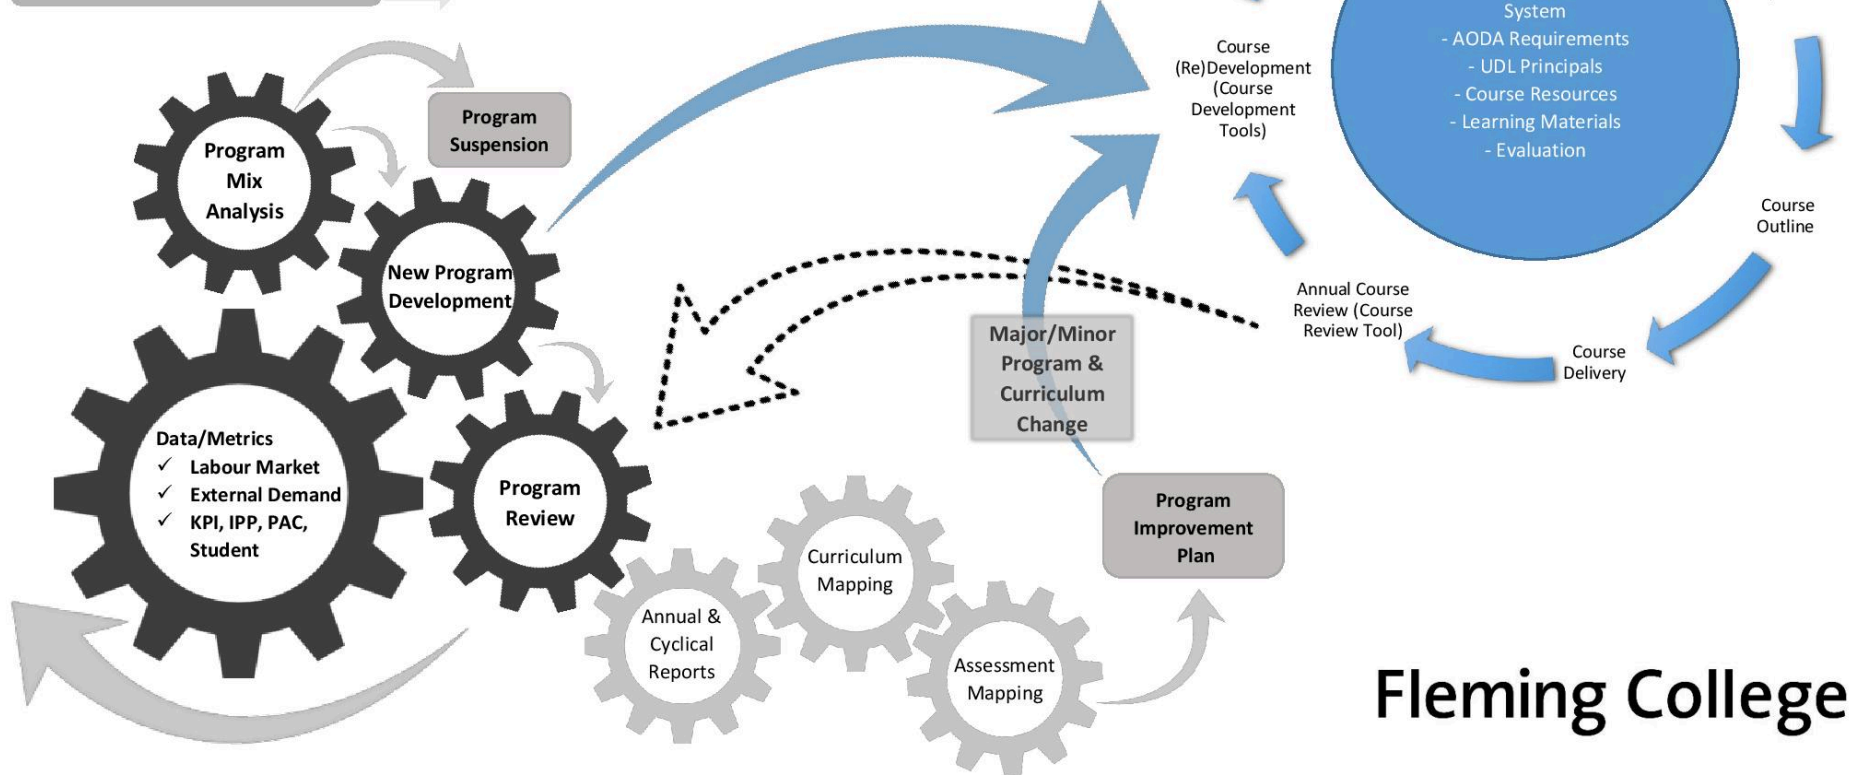 System
- AODA Requirements
- UDL Principals
- Course Resources
- Learning Materials
- Evaluation
Course
(Re)Development
(Course
Development
Tools)
Program
Suspension
Program
Mix
Analysis
New Program
Development
Course
Outline
Annual Course
Review (Course
Review Tool)
Course
Delivery
Major/Minor
Program &
Curriculum
Change
Data/Metrics
✓ Labour Market
✓ External Demand
✓ KPI, IPP, PAC,
Student
Program
Review
Program
Improvement
Plan
Curriculum
Mapping
Annual &
Cyclical
Reports
Assessment
Mapping
Fleming College